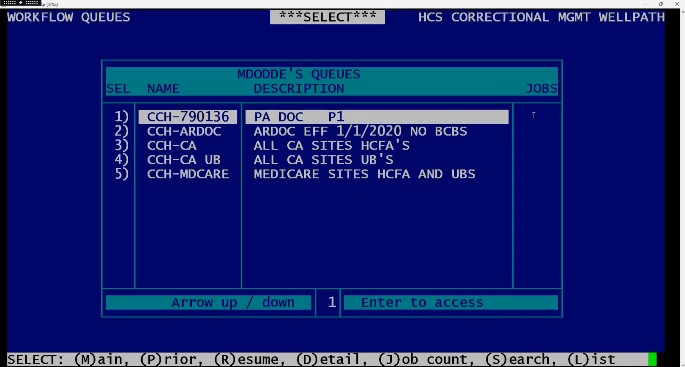 WORKFLOW QUEUES ***SELECT*** HCS CORRECTIONAL MGMT WELLPATH
MDODDE'S QUEUES
SEL NAME DESCRIPTION JOBS
1) CCH-790136 PA DOC P1
2) CCH-ARDOC ARDOC EFF 1/1/2020 NO BCBS
3) CCH-CA ALL CA SITES HCFA'S
4) CCH-CA UB ALL CA SITES UB'S
5) CCH-MDCARE MEDICARE SITES HCFA AND UBS
Arrow up / down 1 Enter to access
SELECT: (M)ain, (P)rior, (R)esume, (D)etail, (J)ob count, (S)earch, (L)ist